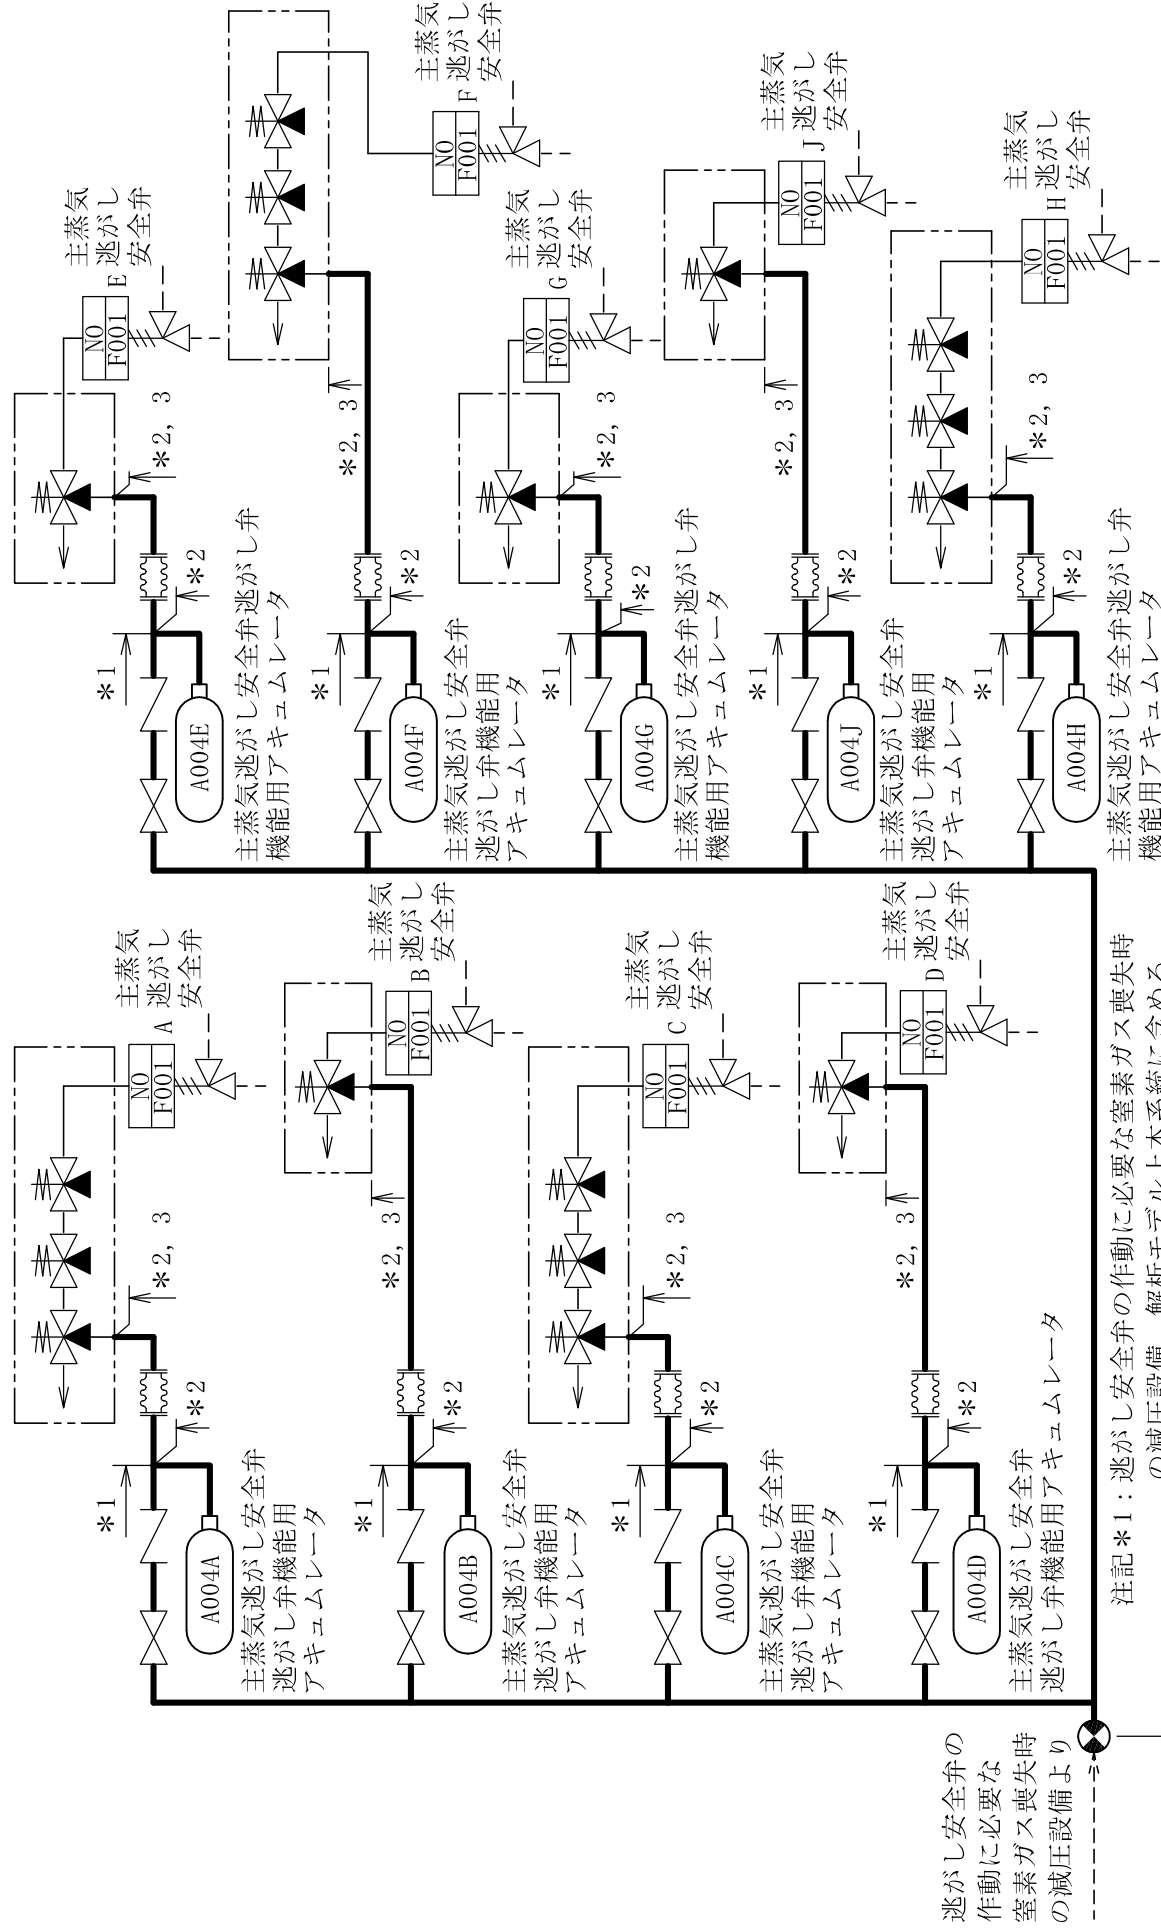 主蒸気
逃がし
安全弁
NO
F001
A
*2, 3
*2
*1
A004A
主蒸気逃がし安全弁
逃がし弁機能用
アキュムレータ
主蒸気
逃がし
安全弁
NO
F001
B
*2, 3
*2
*1
A004B
主蒸気逃がし安全弁
逃がし弁機能用
アキュムレータ
主蒸気
逃がし
安全弁
NO
F001
C
*2, 3
*2
*1
A004C
主蒸気逃がし安全弁
逃がし弁機能用
アキュムレータ
主蒸気
逃がし
安全弁
NO
F001
D
*2, 3
*2
*1
A004D
主蒸気逃がし安全弁
逃がし弁機能用アキュムレータ
主蒸気
逃がし
安全弁
NO
F001
E
*2, 3
*2
*1
A004E
主蒸気逃がし安全弁逃がし弁
機能用アキュムレータ
主蒸気
逃がし
安全弁
NO
F001
F
*2, 3
*2
*1
A004F
主蒸気逃がし安全弁
逃がし弁機能用
アキュムレータ
主蒸気
逃がし
安全弁
NO
F001
G
*2, 3
*2
*1
A004G
主蒸気逃がし安全弁逃がし弁
機能用アキュムレータ
主蒸気
逃がし
安全弁
NO
F001
J
*2, 3
*2
*1
A004J
主蒸気逃がし安全弁
逃がし弁機能用
アキュムレータ
主蒸気
逃がし
安全弁
NO
F001
H
*2, 3
*2
*1
A004H
主蒸気逃がし安全弁逃がし弁
機能用アキュムレータ
逃がし安全弁の
作動に必要な
窒素ガス喪失時
の減圧設備より
注記*1：逃がし安全弁の作動に必要な窒素ガス喪失時
の減圧設備 解析モデル上本系統に含める